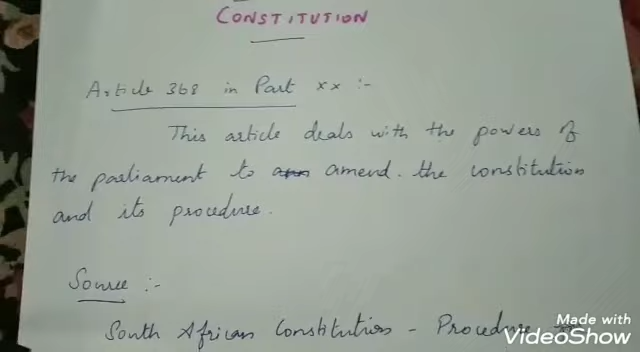 CONSTITUTION
Article 368 in Part xx :-
This article deals with the powers of
the parliament to amend. the constitution
and its procedure.
Source :-
South African Constitution - Procedure
Made with
VideoShow